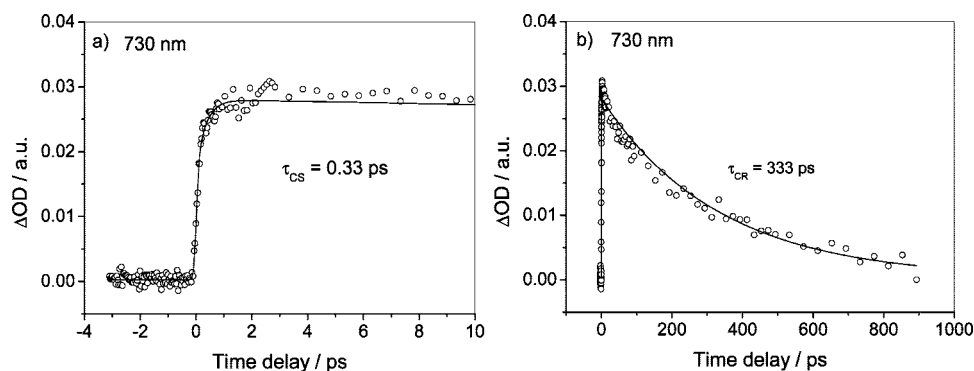 a) 730 nm
0.04
0.03
0.02
0.01
0.00
ΔOD / a.u.
τCS = 0.33 ps
-4 -2 0 2 4 6 8 10
Time delay / ps
b) 730 nm
0.04
0.03
0.02
0.01
0.00
ΔOD / a.u.
τCR = 333 ps
0 200 400 600 800 1000
Time delay / ps